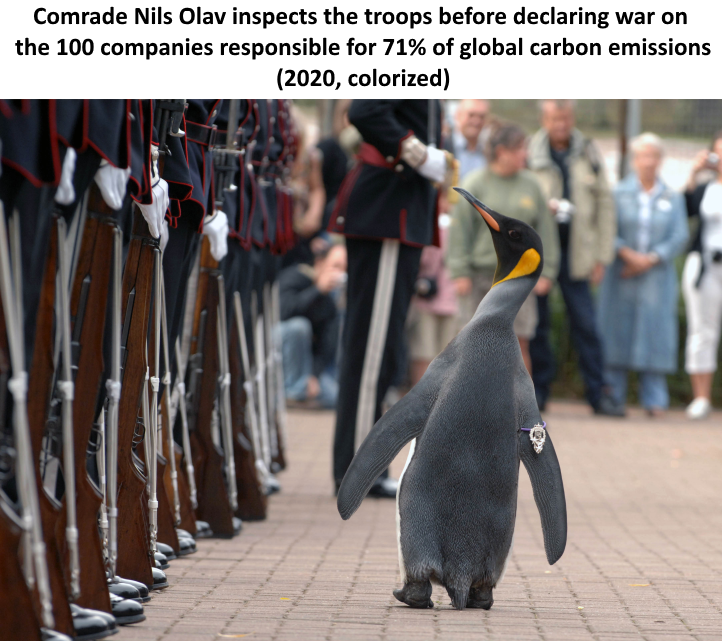 Comrade Nils Olav inspects the troops before declaring war on
the 100 companies responsible for 71% of global carbon emissions
(2020, colorized)